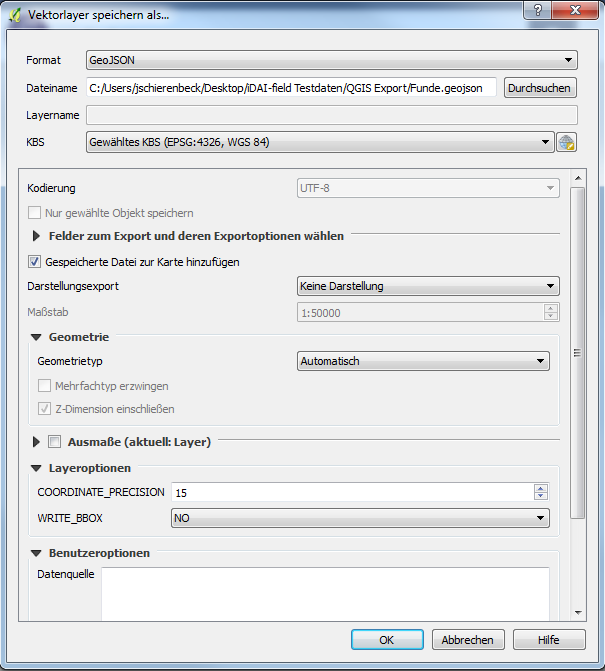 Vektorlayer speichern als...
Format GeoJSON
Dateiname C:/Users/jschierenbeck/Desktop/iDAI-field Testdaten/QGIS Export/Funde.geojson Durchsuchen
Layername
KBS Gewähltes KBS (EPSG:4326, WGS 84)
Kodierung UTF-8
Nur gewählte Objekt speichern
Felder zum Export und deren Exportoptionen wählen
Gespeicherte Datei zur Karte hinzufügen
Darstellungsexport Keine Darstellung
Maßstab 1:50000
Geometrie
Geometrietyp Automatisch
Mehrfachtyp erzwingen
Z-Dimension einschließen
Ausmaße (aktuell: Layer)
Layeroptionen
COORDINATE_PRECISION 15
WRITE_BBOX NO
Benutzeroptionen
Datenquelle
OK Abbrechen Hilfe